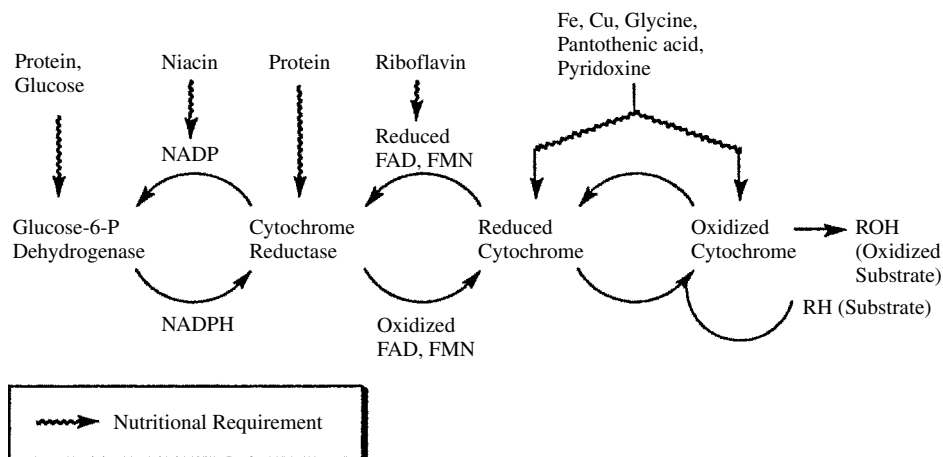 Fe, Cu, Glycine,
Pantothenic acid,
Pyridoxine
Protein,
Glucose
Niacin
Protein
Riboflavin
NADP
Reduced
FAD, FMN
Glucose-6-P
Dehydrogenase
Cytochrome
Reductase
Reduced
Cytochrome
Oxidized
Cytochrome
ROH
(Oxidized
Substrate)
RH (Substrate)
NADPH
Oxidized
FAD, FMN
Nutritional Requirement